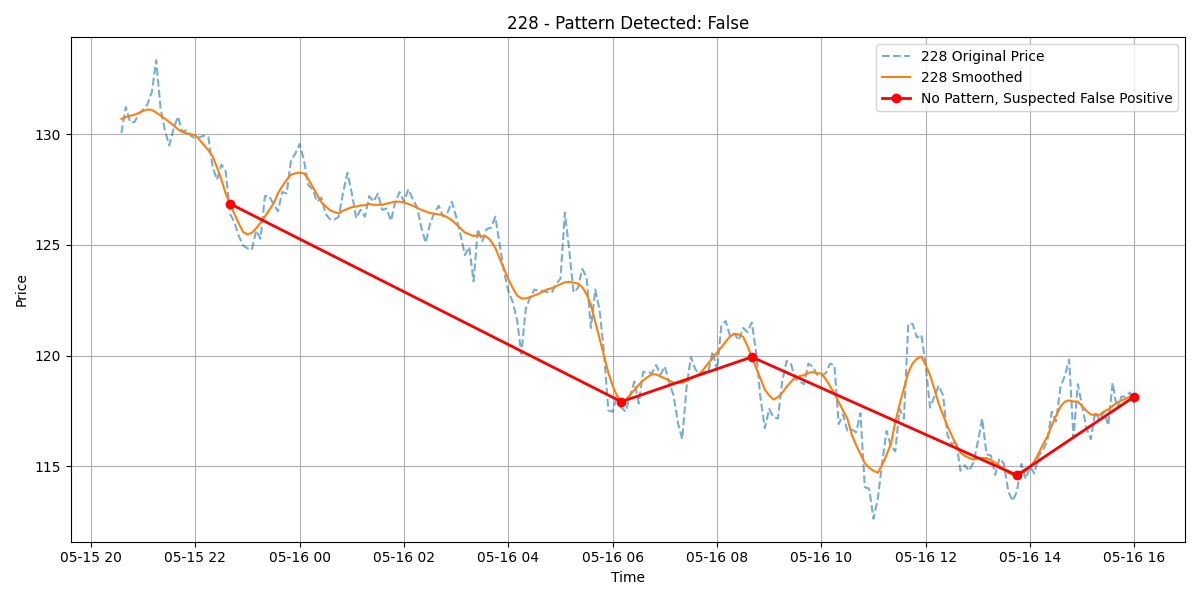 228 - Pattern Detected: False
228 Original Price
228 Smoothed
No Pattern, Suspected False Positive
Price
130
125
120
115
05-15 20 05-15 22 05-16 00 05-16 02 05-16 04 05-16 06 05-16 08 05-16 10 05-16 12 05-16 14 05-16 16
Time